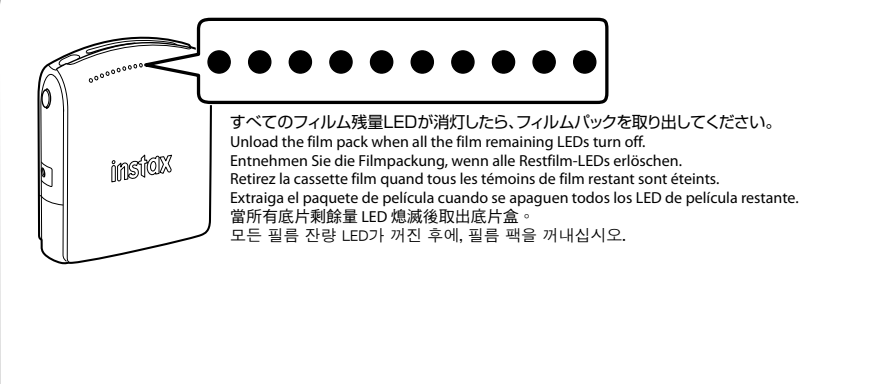 instax
すべてのフィルム残量LEDが消灯したら、フィルムパックを取り出してください。
Unload the film pack when all the film remaining LEDs turn off.
Entnehmen Sie die Filmpackung, wenn alle Restfilm-LEDs erlöschen.
Retirez la cassette film quand tous les témoins de film restant sont éteints.
Extraiga el paquete de película cuando se apaguen todos los LED de película restante.
當所有底片剩餘量 LED 熄滅後取出底片盒。
모든 필름 잔량 LED가 꺼진 후에, 필름 팩을 꺼내십시오.